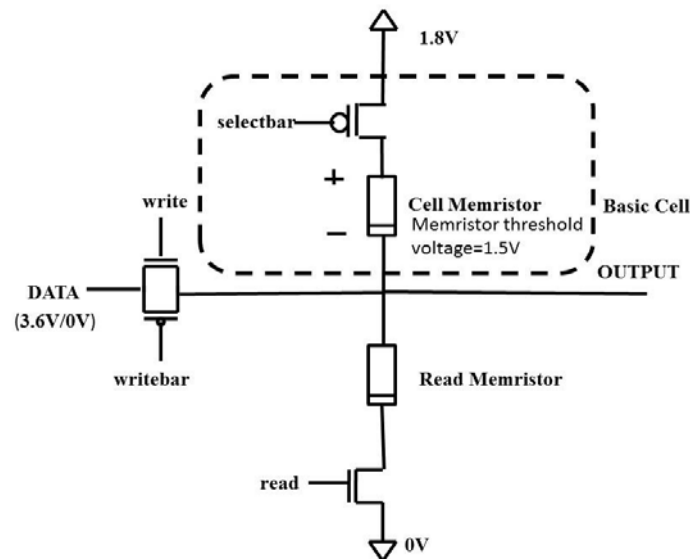 1.8V
selectbar
+
Cell Memristor
Memristor threshold
voltage=1.5V
−
Basic Cell
write
OUTPUT
DATA
(3.6V/0V)
writebar
Read Memristor
read
0V